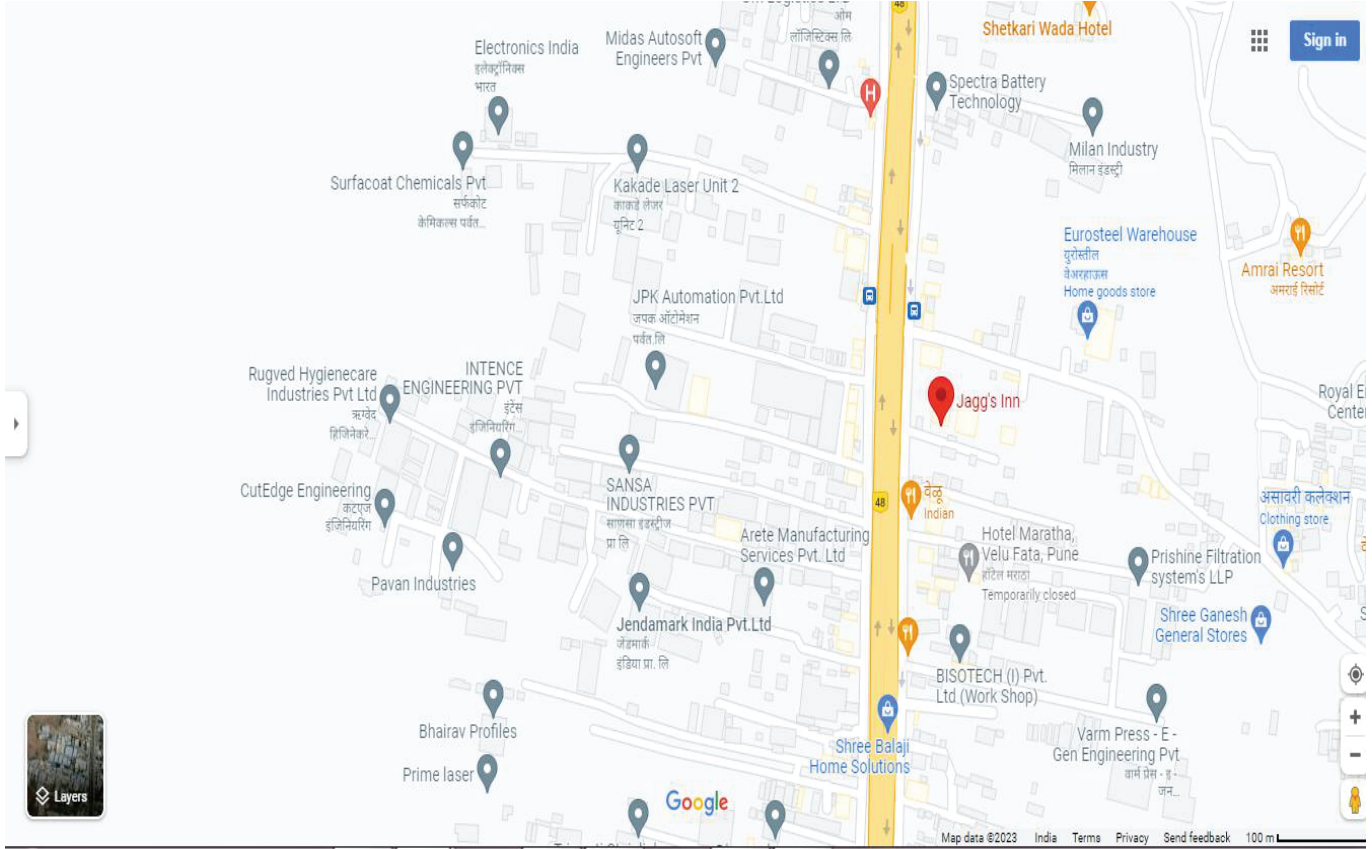 48
Shetkari Wada Hotel
Sign in
ओम
लॉजिस्टिक्स लि
Midas Autosoft
Engineers Pvt
Electronics India
इलेक्ट्रॉनिक्स
भारत
H
Spectra Battery
Technology
Milan Industry
मिलान इंडस्ट्री
Surfacoat Chemicals Pvt
सर्फकोट
केमिकल्स पर्वत...
Kakade Laser Unit 2
काकडे लेजर
यूनिट 2
Eurosteel Warehouse
युरोस्तील
वेअरहाऊस
Home goods store
Amrai Resort
अमराई रिसोर्ट
JPK Automation Pvt.Ltd
जपक ऑटोमेशन
पर्वत.लि
Rugved Hygienecare
Industries Pvt Ltd
ऋग्वेद
हिजिनेकरे...
INTENCE
ENGINEERING PVT
इंटेंस
इंजिनियरिंग...
Jagg's Inn
Royal E
Center
CutEdge Engineering
कटएज
इंजिनियरिंग
SANSA
INDUSTRIES PVT
साणसा इंडस्ट्रीज
प्रा लि
48
वेळू
Indian
असावरी कलेक्शन
Clothing store
Arete Manufacturing
Services Pvt. Ltd
Hotel Maratha,
Velu Fata, Pune
हॉटेल मराठा
Temporarily closed
Prishine Filtration
system's LLP
Pavan Industries
Jendamark India Pvt.Ltd
जेंडमार्क
इंडिया प्रा. लि
Shree Ganesh
General Stores
BISOTECH (I) Pvt.
Ltd (Work Shop)
Bhairav Profiles
Shree Balaji
Home Solutions
Varm Press - E -
Gen Engineering Pvt
वार्म प्रेस - इ -
जन...
Prime laser
Layers
Google
Map data ©2023 India Terms Privacy Send feedback 100 m